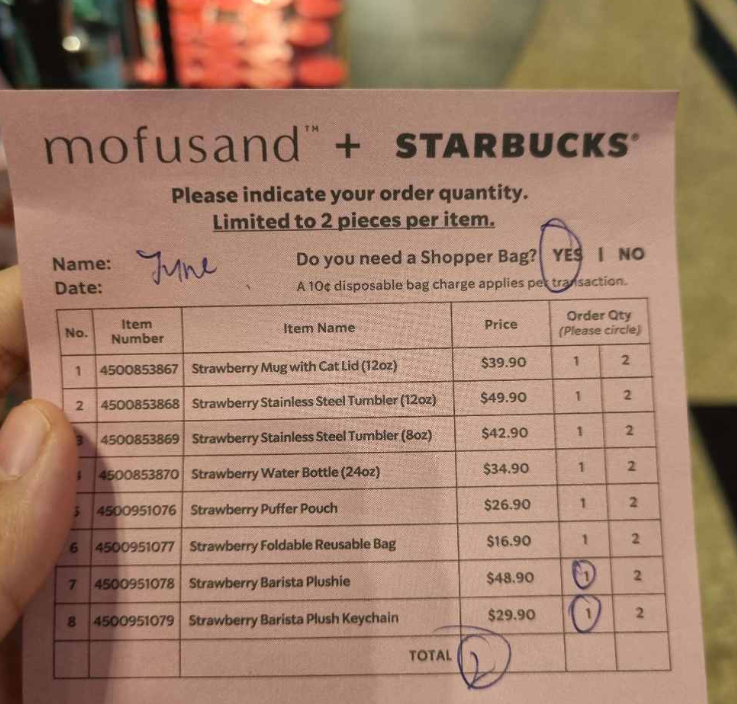 mofusand™ + STARBUCKS®
Please indicate your order quantity.
Limited to 2 pieces per item.
Name: June Do you need a Shopper Bag? YES | NO
Date: A 10¢ disposable bag charge applies per transaction.
No. Item Number Item Name Price Order Qty (Please circle)
1 4500853867 Strawberry Mug with Cat Lid (12oz) $39.90 1 2
2 4500853868 Strawberry Stainless Steel Tumbler (12oz) $49.90 1 2
3 4500853869 Strawberry Stainless Steel Tumbler (8oz) $42.90 1 2
4500853870 Strawberry Water Bottle (24oz) $34.90 1 2
5 4500951076 Strawberry Puffer Pouch $26.90 1 2
6 4500951077 Strawberry Foldable Reusable Bag $16.90 1 2
7 4500951078 Strawberry Barista Plushie $48.90 1 2
8 4500951079 Strawberry Barista Plush Keychain $29.90 1 2
TOTAL 2